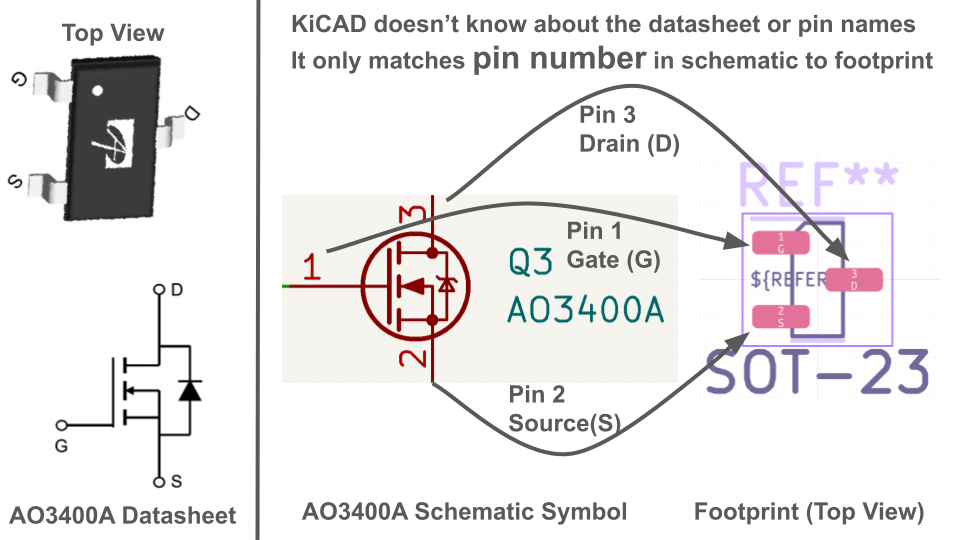 Top View
G
D
S
D
G
S
AO3400A Datasheet
KiCAD doesn't know about the datasheet or pin names
It only matches pin number in schematic to footprint
Pin 3
Drain (D)
3
1
2
Q3
AO3400A
Pin 1
Gate (G)
Pin 2
Source(S)
REF**
1
G
${REFER
3
D
2
S
SOT-23
AO3400A Schematic Symbol
Footprint (Top View)